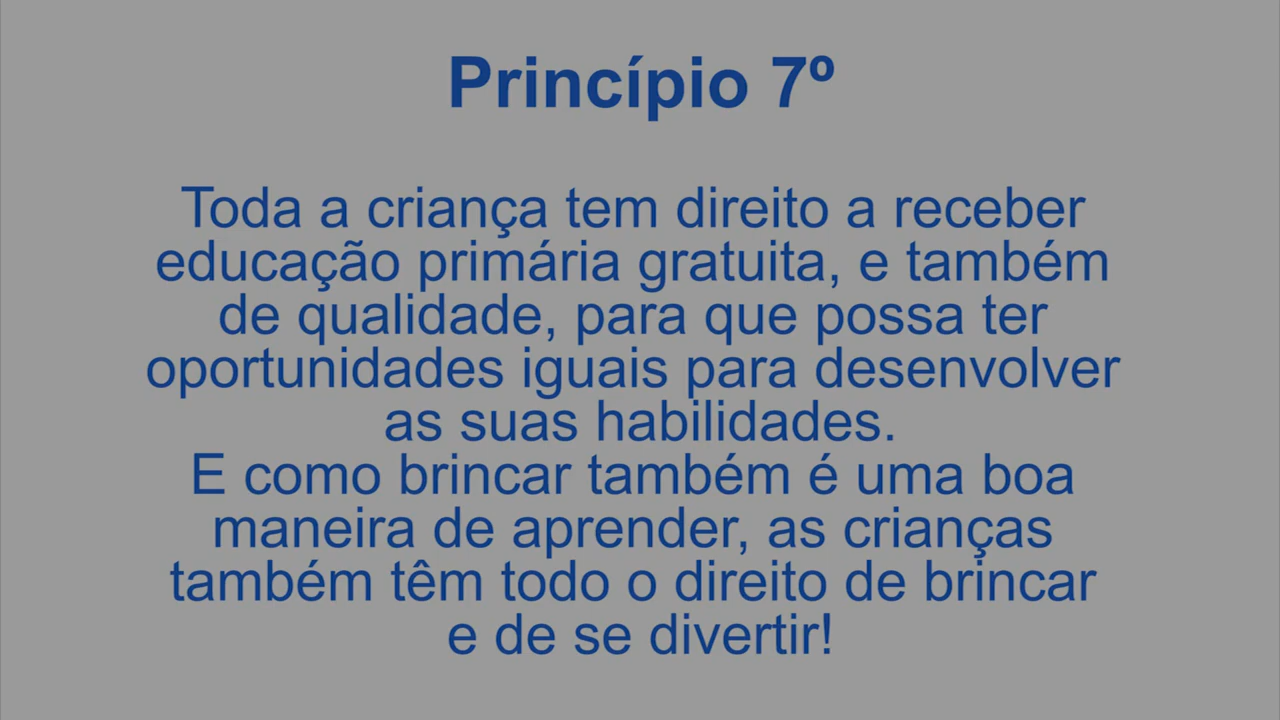 Princípio 7º
Toda a criança tem direito a receber
educação primária gratuita, e também
de qualidade, para que possa ter
oportunidades iguais para desenvolver
as suas habilidades.
E como brincar também é uma boa
maneira de aprender, as crianças
também têm todo o direito de brincar
e de se divertir!